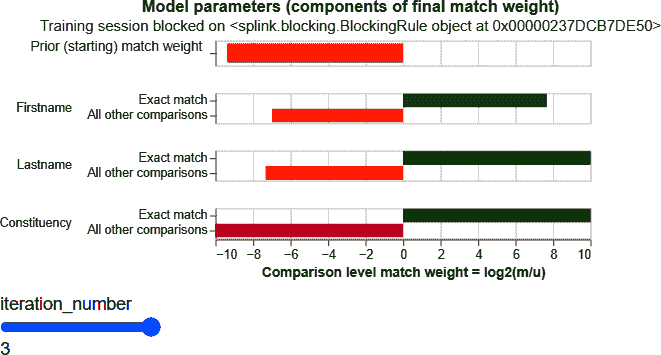 Model parameters (components of final match weight)
Training session blocked on <splink.blocking.BlockingRule object at 0x00000237DCB7DE50>
Prior (starting) match weight
Firstname
Exact match
All other comparisons
Lastname
Exact match
All other comparisons
Constituency
Exact match
All other comparisons
−10 −8 −6 −4 −2 0 2 4 6 8 10
Comparison level match weight = log2(m/u)
iteration_number
3